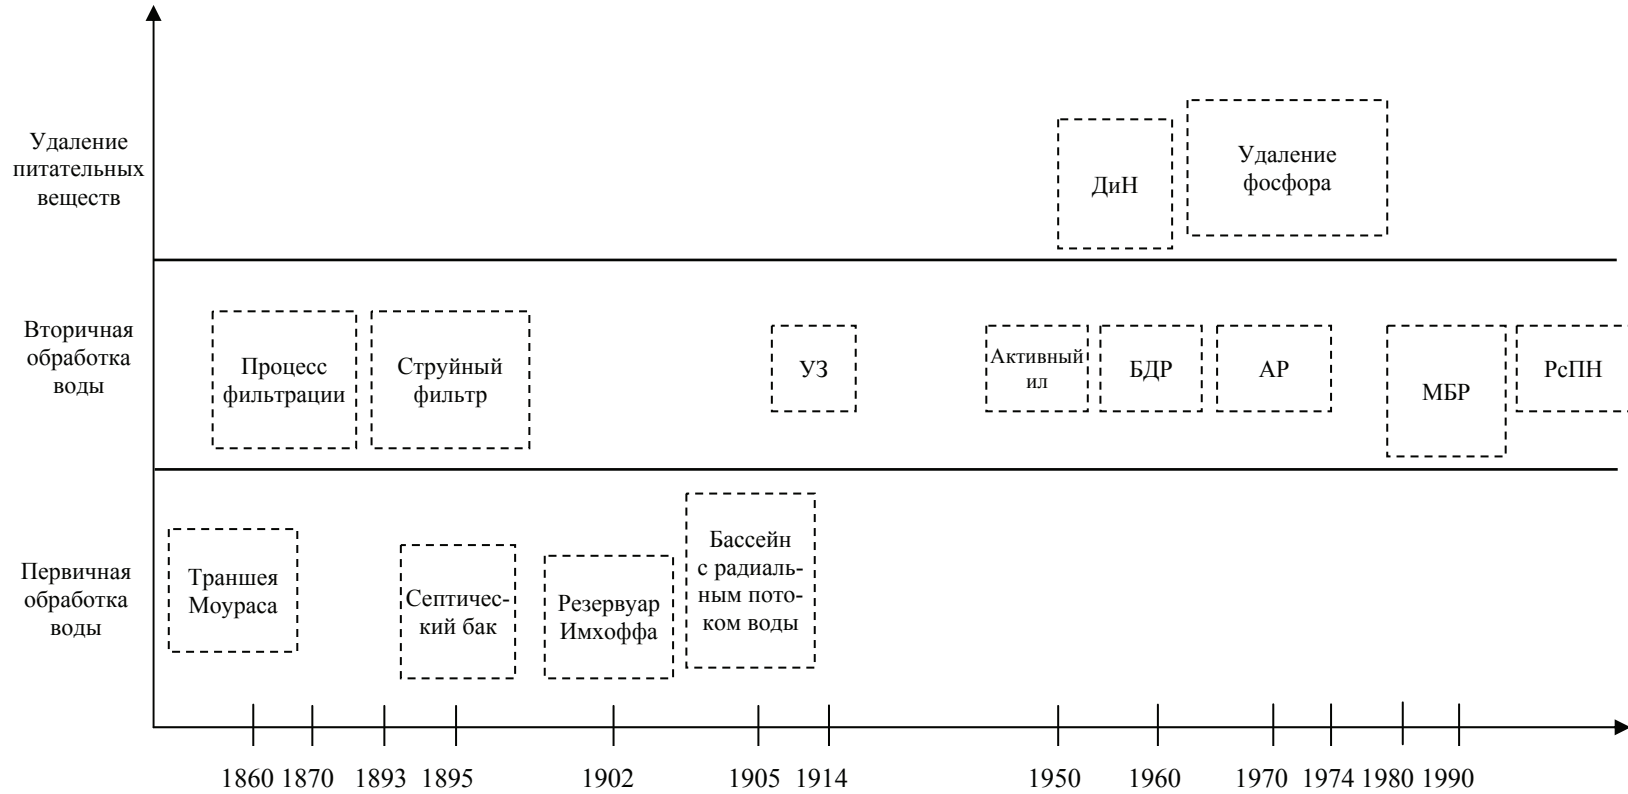 Удаление
питательных
веществ
ДиН
Удаление
фосфора
Вторичная
обработка
воды
Процесс
фильтрации
Струйный
фильтр
УЗ
Активный
ил
БДР
АР
МБР
РсПН
Первичная
обработка
воды
Траншея
Моураса
Септичес-
кий бак
Резервуар
Имхоффа
Бассейн
с радиаль-
ным пото-
ком воды
1860 1870 1893 1895 1902 1905 1914 1950 1960 1970 1974 1980 1990